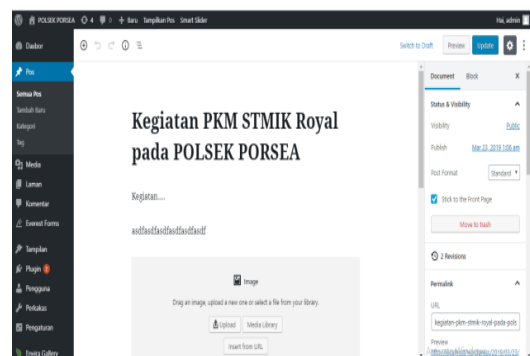 POLSEK PORSEA 4 0 + Baru Tampilkan Pos Smart Slider Hai, admin
Dasbor
Pos
Semua Pos
Tambah Baru
Kategori
Tag
Media
Laman
Komentar
Everest Forms
Tampilan
Plugin
Pengguna
Perkakas
Pengaturan
Envira Gallery
Switch to Draft Preview Update
Kegiatan PKM STMIK Royal
pada POLSEK PORSEA
Kegiatan....
asdfasdfasdfasdfasdfasdf
Image
Drag an image, upload a new one or select a file from your library.
Upload Media Library
Insert from URL
Document Block X
Status & Visibility
Visibility Public
Publish Mar 23, 2019 1:06 am
Post Format Standard
Stick to the Front Page
Move to trash
2 Revisions
Permalink
URL
kegiatan-pkm-stmik-royal-pada-pols
Preview